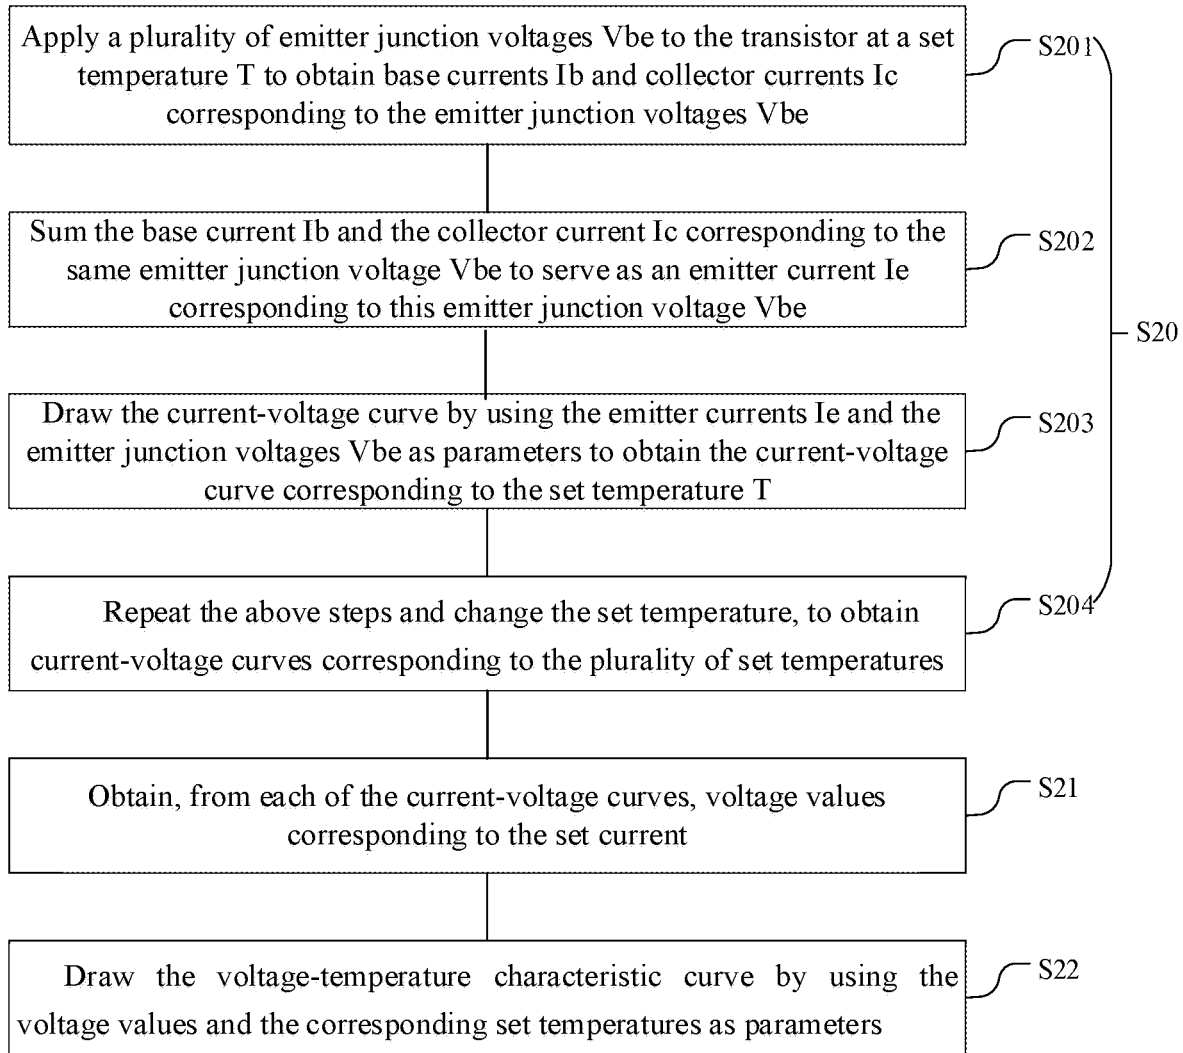 Apply a plurality of emitter junction voltages Vbe to the transistor at a set
temperature T to obtain base currents Ib and collector currents Ic
corresponding to the emitter junction voltages Vbe
S201
Sum the base current Ib and the collector current Ic corresponding to the
same emitter junction voltage Vbe to serve as an emitter current Ie
corresponding to this emitter junction voltage Vbe
S202
S20
Draw the current-voltage curve by using the emitter currents Ie and the
emitter junction voltages Vbe as parameters to obtain the current-voltage
curve corresponding to the set temperature T
S203
Repeat the above steps and change the set temperature, to obtain
current-voltage curves corresponding to the plurality of set temperatures
S204
Obtain, from each of the current-voltage curves, voltage values
corresponding to the set current
S21
Draw the voltage-temperature characteristic curve by using the
voltage values and the corresponding set temperatures as parameters
S22